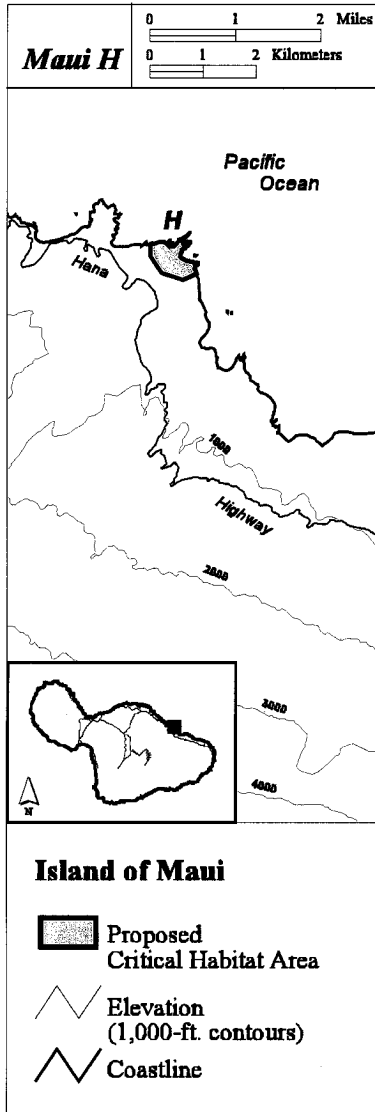 Maui H
0 1 2 Miles
0 1 2 Kilometers
Pacific
Ocean
H
Hana
1000
Highway
2000
3000
4000
N
Island of Maui
Proposed
Critical Habitat Area
Elevation
(1,000-ft. contours)
Coastline